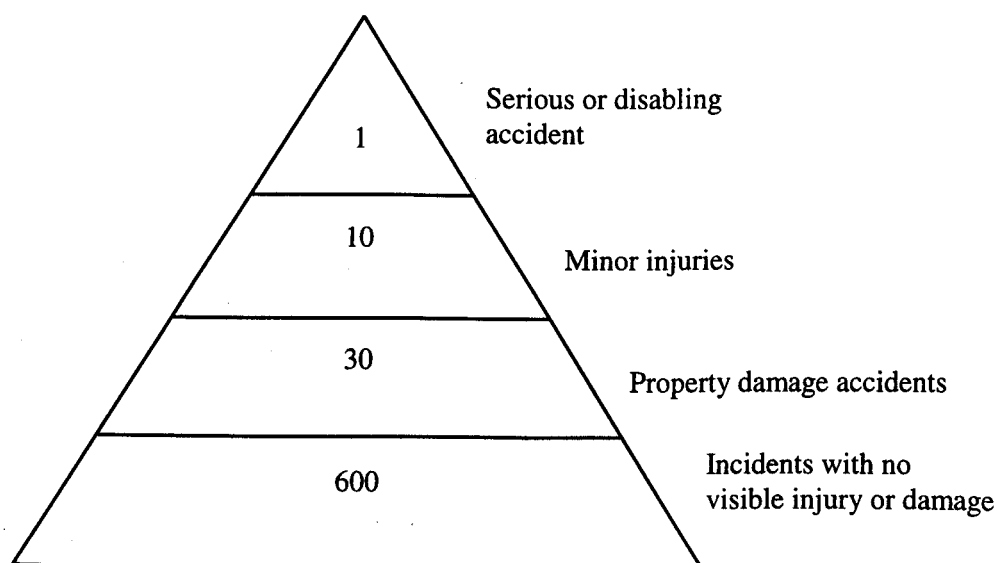 Serious or disabling
accident
1
10
Minor injuries
30
Property damage accidents
600
Incidents with no
visible injury or damage